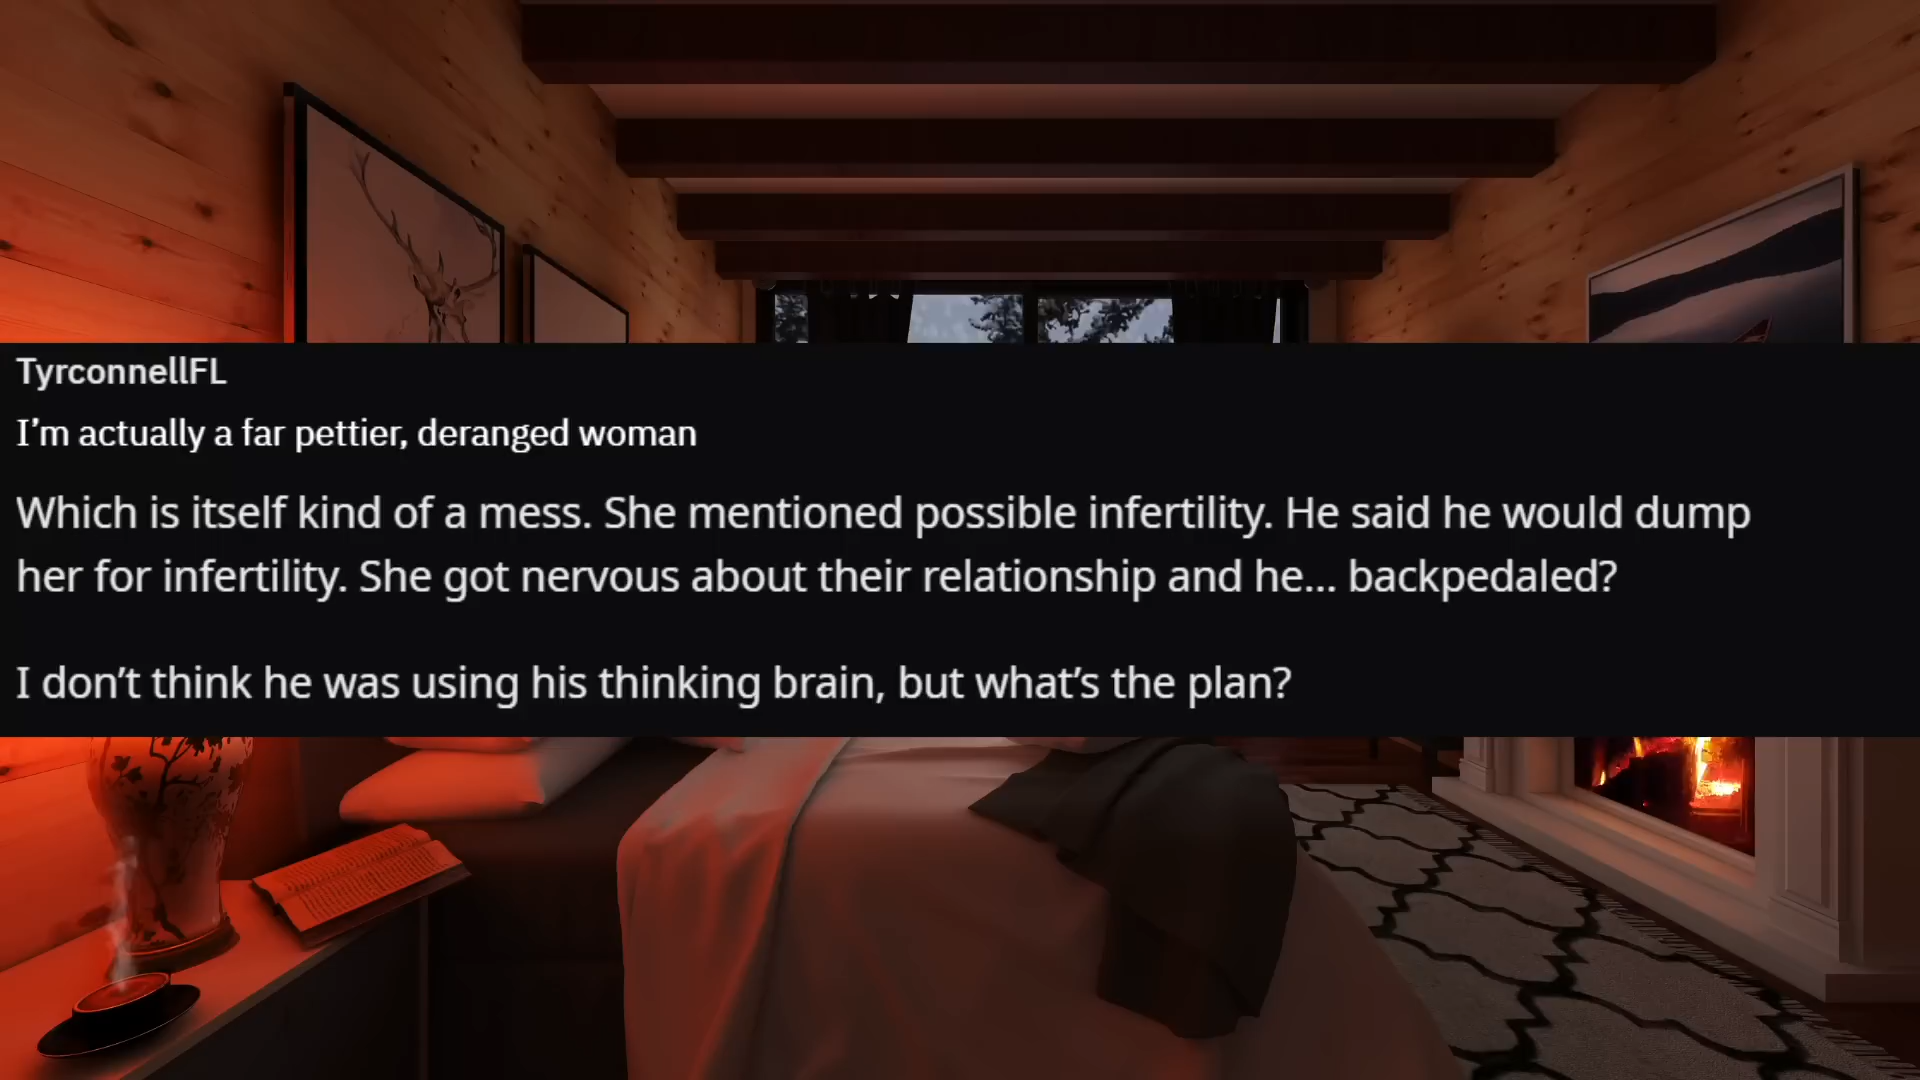 TyrconnellFL
I’m actually a far pettier, deranged woman
Which is itself kind of a mess. She mentioned possible infertility. He said he would dump
her for infertility. She got nervous about their relationship and he... backpedaled?
I don’t think he was using his thinking brain, but what’s the plan?